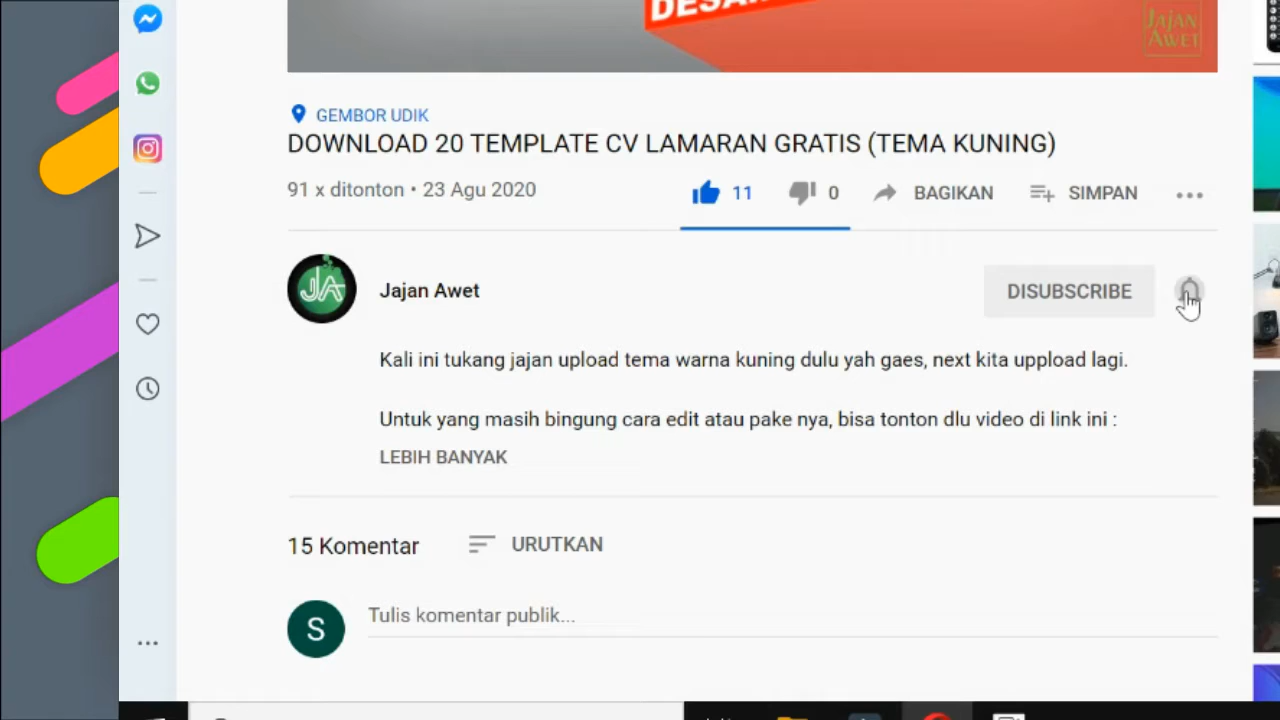 JAJAN
AWET
GEMBOR UDIK
DOWNLOAD 20 TEMPLATE CV LAMARAN GRATIS (TEMA KUNING)
91 x ditonton • 23 Agu 2020
11
0
BAGIKAN
SIMPAN
JA
Jajan Awet
DISUBSCRIBE
Kali ini tukang jajan upload tema warna kuning dulu yah gaes, next kita uppload lagi.
Untuk yang masih bingung cara edit atau pake nya, bisa tonton dlu video di link ini :
LEBIH BANYAK
15 Komentar
URUTKAN
S
Tulis komentar publik...